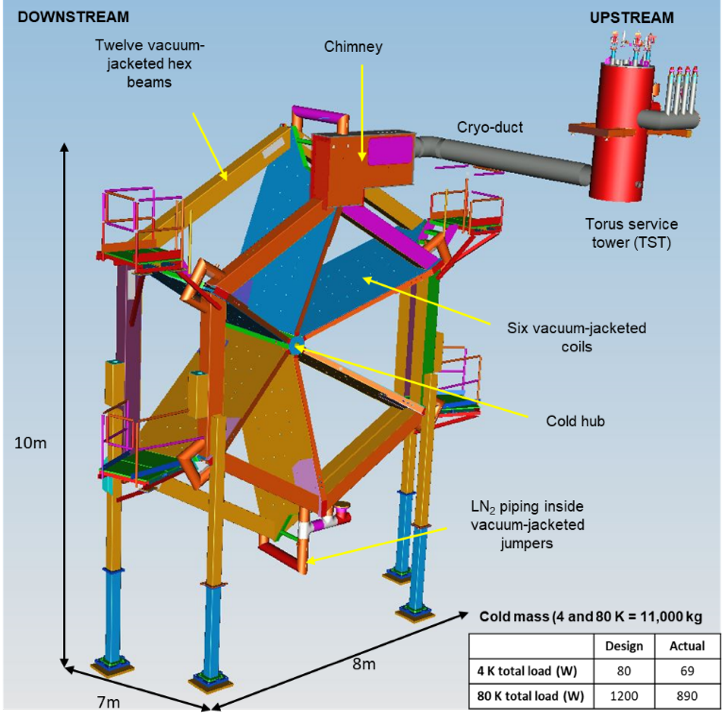 DOWNSTREAM
UPSTREAM
Twelve vacuum-
jacketed hex
beams
Chimney
Cryo-duct
Torus service
tower (TST)
Six vacuum-jacketed
coils
Cold hub
10m
LN₂ piping inside
vacuum-jacketed
jumpers
8m
7m
Cold mass (4 and 80 K = 11,000 kg
Design Actual
4 K total load (W) 80 69
80 K total load (W) 1200 890